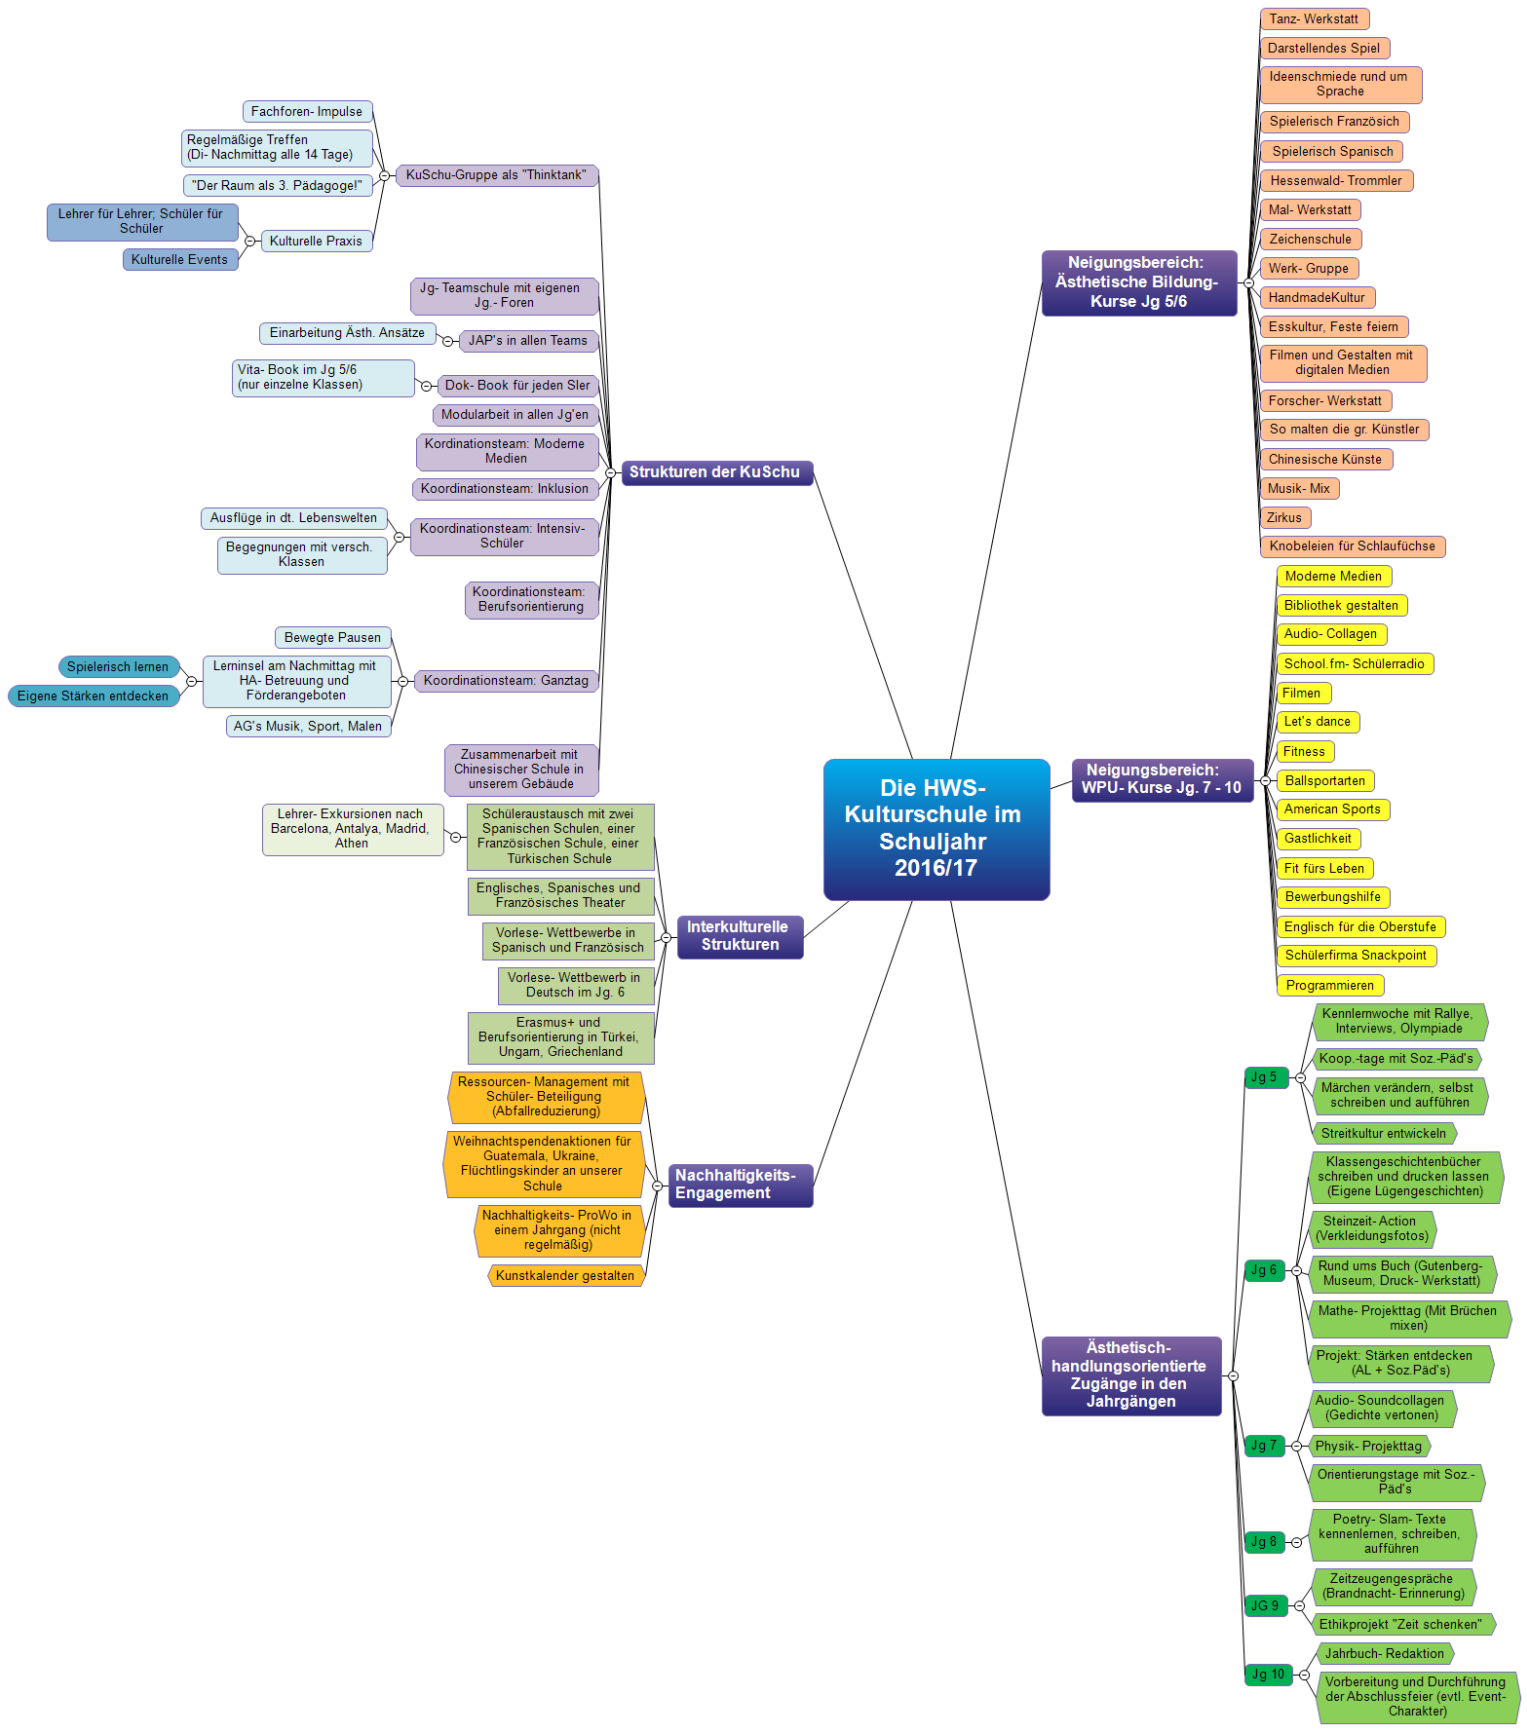 Die HWS-
Kulturschule im
Schuljahr
2016/17
Neigungsbereich:
Ästhetische Bildung-
Kurse Jg 5/6
Tanz- Werkstatt
Darstellendes Spiel
Ideenschmiede rund um
Sprache
Spielerisch Französich
Spielerisch Spanisch
Hessenwald- Trommler
Mal- Werkstatt
Zeichenschule
Werk- Gruppe
HandmadeKultur
Esskultur, Feste feiern
Filmen und Gestalten mit
digitalen Medien
Forscher- Werkstatt
So malten die gr. Künstler
Chinesische Künste
Musik- Mix
Zirkus
Knobeleien für Schlaufüchse
Neigungsbereich:
WPU- Kurse Jg. 7 - 10
Moderne Medien
Bibliothek gestalten
Audio- Collagen
School.fm- Schülerradio
Filmen
Let's dance
Fitness
Ballsportarten
American Sports
Gastlichkeit
Fit fürs Leben
Bewerbungshilfe
Englisch für die Oberstufe
Schülerfirma Snackpoint
Programmieren
Ästhetisch-
handlungsorientierte
Zugänge in den
Jahrgängen
Jg 5
Kennlernwoche mit Rallye,
Interviews, Olympiade
Koop.-tage mit Soz.-Päd's
Märchen verändern, selbst
schreiben und aufführen
Streitkultur entwickeln
Jg 6
Klassengeschichtenbücher
schreiben und drucken lassen
(Eigene Lügengeschichten)
Steinzeit- Action
(Verkleidungsfotos)
Rund ums Buch (Gutenberg-
Museum, Druck- Werkstatt)
Mathe- Projekttag (Mit Brüchen
mixen)
Projekt: Stärken entdecken
(AL + Soz.Päd's)
Jg 7
Audio- Soundcollagen
(Gedichte vertonen)
Physik- Projekttag
Orientierungstage mit Soz.-
Päd's
Jg 8
Poetry- Slam- Texte
kennenlernen, schreiben,
aufführen
JG 9
Zeitzeugengespräche
(Brandnacht- Erinnerung)
Ethikprojekt "Zeit schenken"
Jg 10
Jahrbuch- Redaktion
Vorbereitung und Durchführung
der Abschlussfeier (evtl. Event-
Charakter)
Strukturen der KuSchu
KuSchu-Gruppe als "Thinktank"
Fachforen- Impulse
Regelmäßige Treffen
(Di- Nachmittag alle 14 Tage)
"Der Raum als 3. Pädagoge!"
Kulturelle Praxis
Lehrer für Lehrer; Schüler für
Schüler
Kulturelle Events
Jg- Teamschule mit eigenen
Jg.- Foren
JAP's in allen Teams
Einarbeitung Ästh. Ansätze
Dok- Book für jeden Sler
Vita- Book im Jg 5/6
(nur einzelne Klassen)
Modularbeit in allen Jg'en
Kordinationsteam: Moderne
Medien
Koordinationsteam: Inklusion
Koordinationsteam: Intensiv-
Schüler
Ausflüge in dt. Lebenswelten
Begegnungen mit versch.
Klassen
Koordinationsteam:
Berufsorientierung
Koordinationsteam: Ganztag
Bewegte Pausen
Lerninsel am Nachmittag mit
HA- Betreuung und
Förderangeboten
Spielerisch lernen
Eigene Stärken entdecken
AG's Musik, Sport, Malen
Zusammenarbeit mit
Chinesischer Schule in
unserem Gebäude
Interkulturelle
Strukturen
Schüleraustausch mit zwei
Spanischen Schulen, einer
Französischen Schule, einer
Türkischen Schule
Lehrer- Exkursionen nach
Barcelona, Antalya, Madrid,
Athen
Englisches, Spanisches und
Französisches Theater
Vorlese- Wettbewerbe in
Spanisch und Französisch
Vorlese- Wettbewerb in
Deutsch im Jg. 6
Erasmus+ und
Berufsorientierung in Türkei,
Ungarn, Griechenland
Nachhaltigkeits-
Engagement
Ressourcen- Management mit
Schüler- Beteiligung
(Abfallreduzierung)
Weihnachtspendenaktionen für
Guatemala, Ukraine,
Flüchtlingskinder an unserer
Schule
Nachhaltigkeits- ProWo in
einem Jahrgang (nicht
regelmäßig)
Kunstkalender gestalten